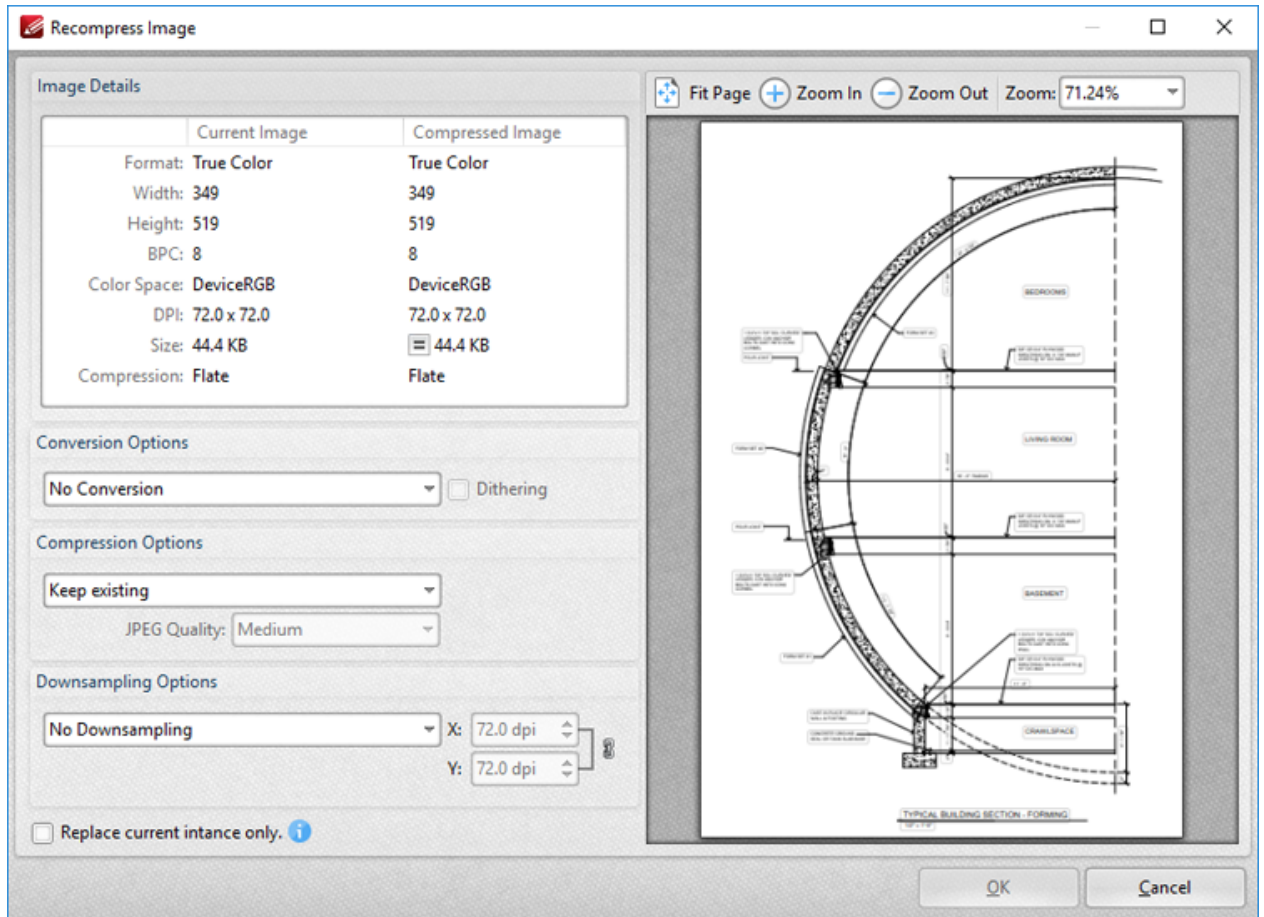 Recompress Image
Image Details
Fit Page Zoom In Zoom Out Zoom: 71.24%
Current Image Compressed Image
Format: True Color True Color
Width: 349 349
Height: 519 519
BPC: 8 8
Color Space: DeviceRGB DeviceRGB
DPI: 72.0 x 72.0 72.0 x 72.0
Size: 44.4 KB = 44.4 KB
Compression: Flate Flate
Conversion Options
No Conversion Dithering
Compression Options
Keep existing
JPEG Quality: Medium
Downsampling Options
No Downsampling X: 72.0 dpi
Y: 72.0 dpi
Replace current intance only.
BEDROOMS
LIVING ROOM
BASEMENT
CRAWLSPACE
TYPICAL BUILDING SECTION - FORMING
OK Cancel